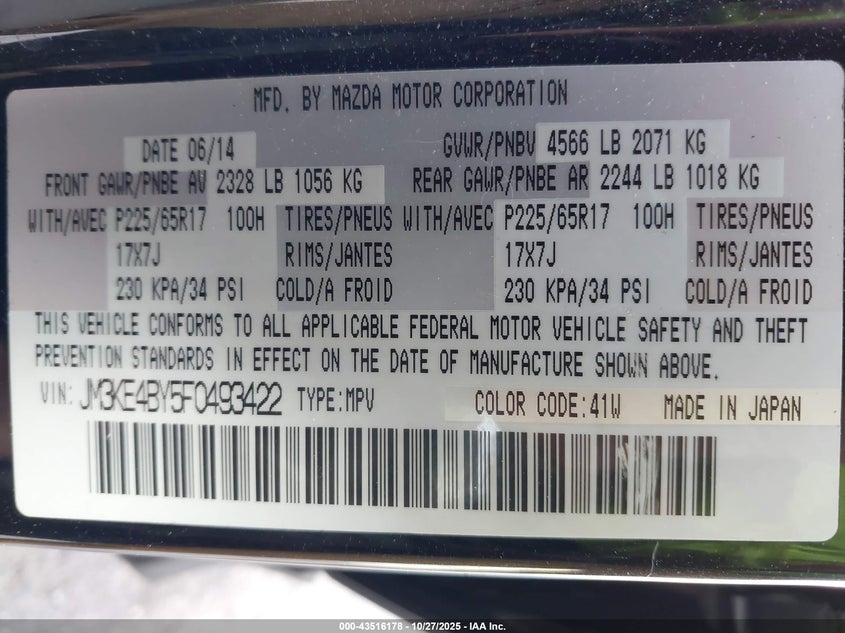 MFD. BY MAZDA MOTOR CORPORATION
DATE 06/14 GVWR/PNBV 4566 LB 2071 KG
FRONT GAWR/PNBE AV 2328 LB 1056 KG REAR GAWR/PNBE AR 2244 LB 1018 KG
WITH/AVEC P225/65R17 100H TIRES/PNEUS WITH/AVEC P225/65R17 100H TIRES/PNEUS
17X7J RIMS/JANTES 17X7J RIMS/JANTES
230 KPA/34 PSI COLD/A FROID 230 KPA/34 PSI COLD/A FROID
THIS VEHICLE CONFORMS TO ALL APPLICABLE FEDERAL MOTOR VEHICLE SAFETY AND THEFT
PREVENTION STANDARDS IN EFFECT ON THE DATE OF MANUFACTURE SHOWN ABOVE.
VIN: JM3KE4BY5F0493422 TYPE:MPV COLOR CODE:41W MADE IN JAPAN
000-43516178 - 10/27/2025 - IAA Inc.